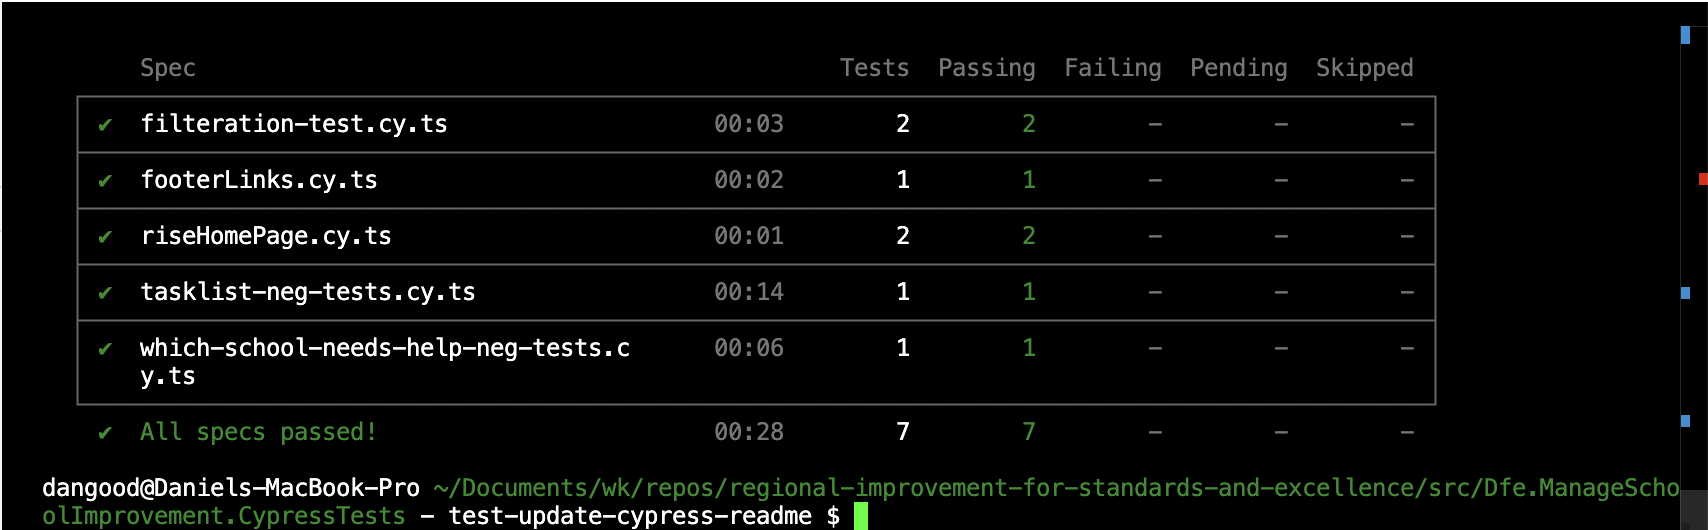 Spec Tests Passing Failing Pending Skipped
✔ filteration-test.cy.ts 00:03 2 2 – – –
✔ footerLinks.cy.ts 00:02 1 1 – – –
✔ riseHomePage.cy.ts 00:01 2 2 – – –
✔ tasklist-neg-tests.cy.ts 00:14 1 1 – – –
✔ which-school-needs-help-neg-tests.c 00:06 1 1 – – –
y.ts
✔ All specs passed! 00:28 7 7 – – –
dangood@Daniels-MacBook-Pro ~/Documents/wk/repos/regional-improvement-for-standards-and-excellence/src/Dfe.ManageScho
olImprovement.CypressTests – test-update-cypress-readme $